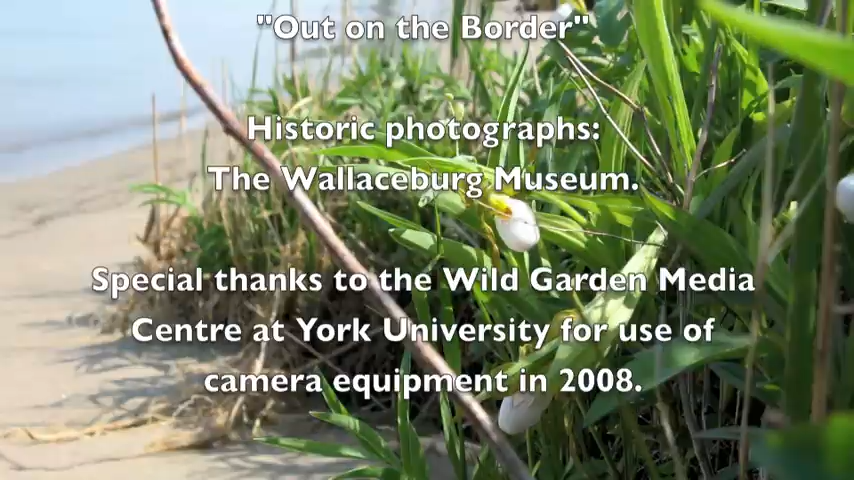 "Out on the Border"
Historic photographs:
The Wallaceburg Museum.
Special thanks to the Wild Garden Media
Centre at York University for use of
camera equipment in 2008.